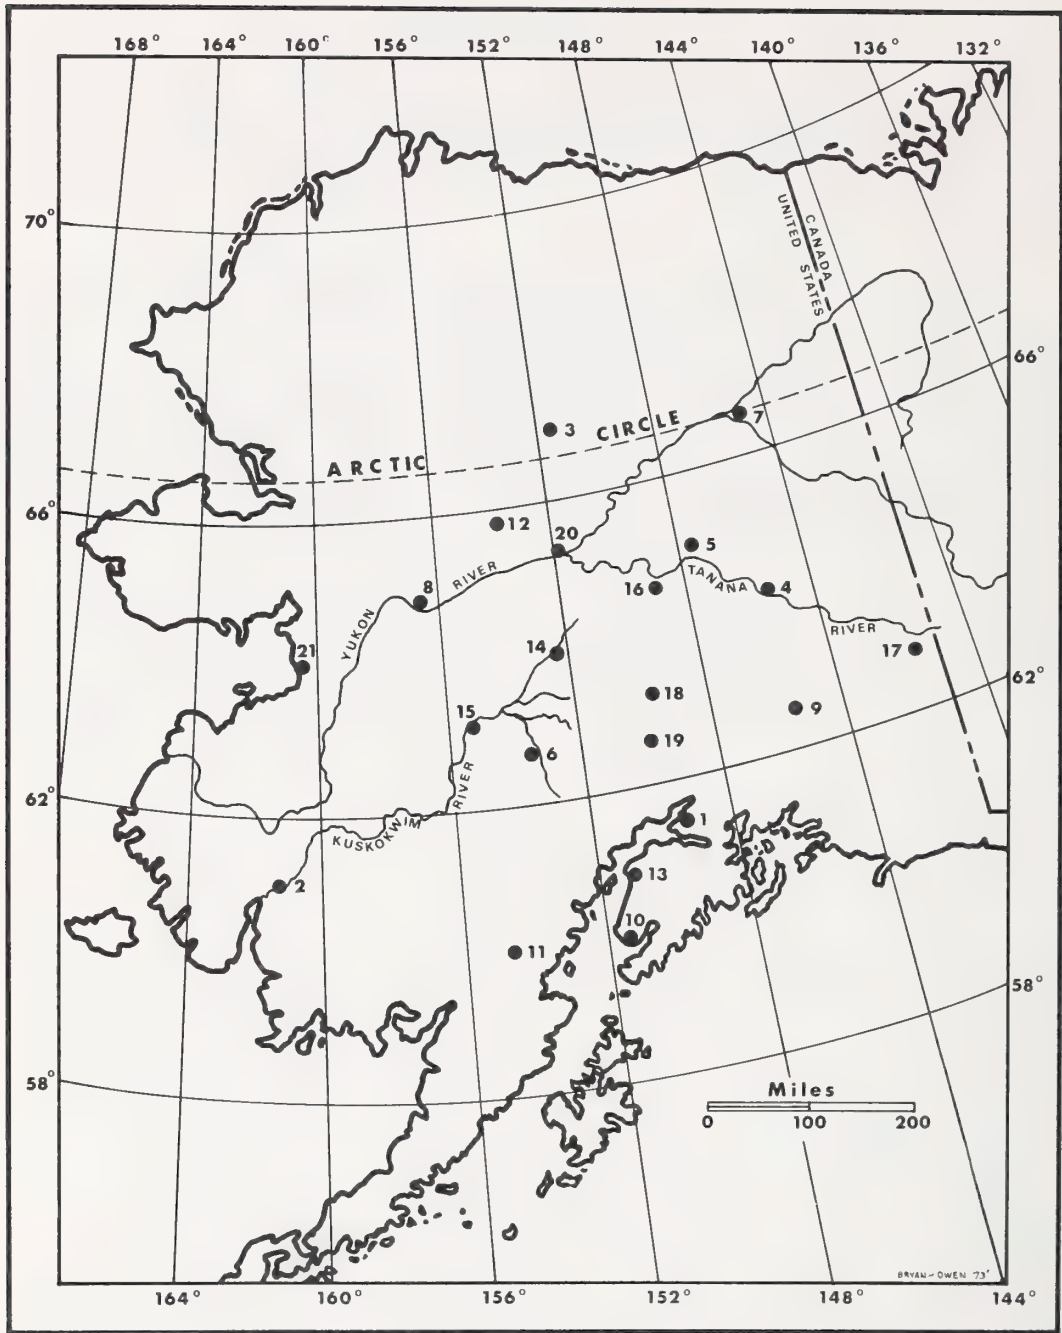 168° 164° 160° 156° 152° 148° 144° 140° 136° 132°
70°
CANADA
UNITED STATES
66°
7
3
CIRCLE
ARCTIC
66°
12
20
5
RIVER
8
16
TANANA
4
YUKON
RIVER
14
17
21
62°
18
15
9
19
6
RIVER
62°
1
KUSKOKWIM
13
2
10
11
58°
58°
Miles
0 100 200
BRYAN-OWEN 73'
164° 160° 156° 152° 148° 144°